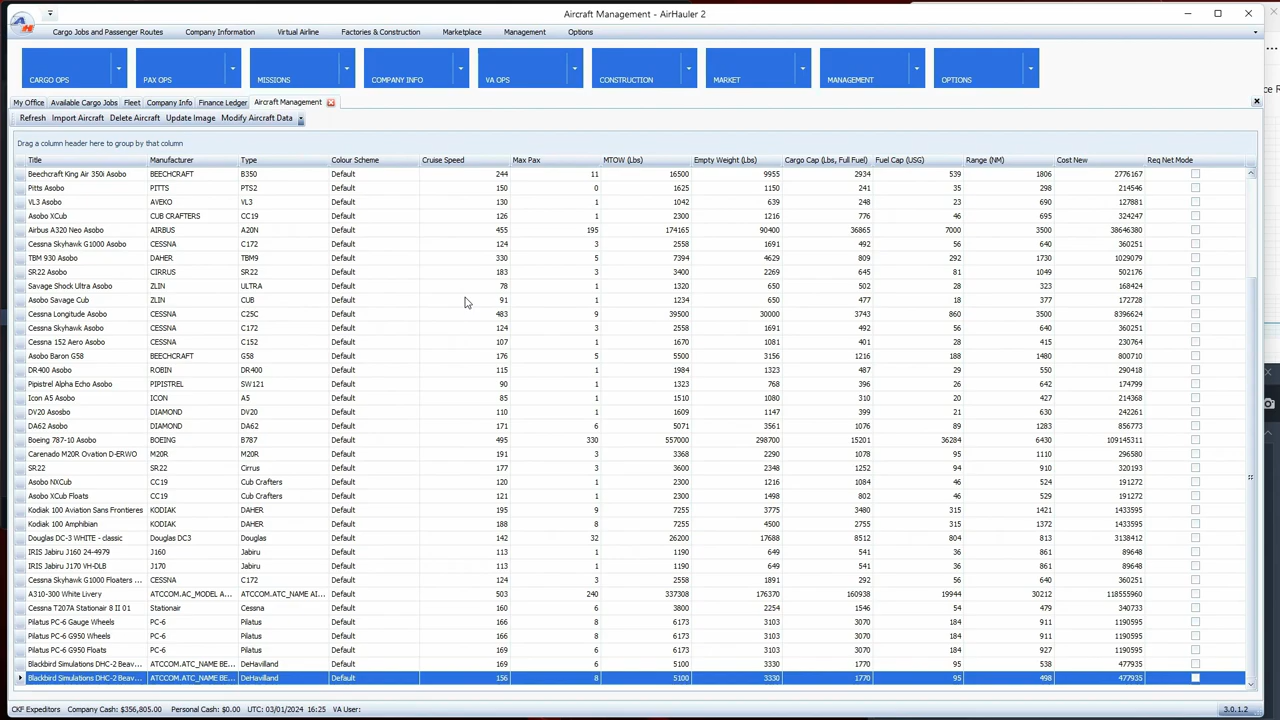 Aircraft Management - AirHauler 2
Cargo Jobs and Passenger Routes Company Information Virtual Airline Factories & Construction Marketplace Management Options
CARGO OPS PAX OPS MISSIONS COMPANY INFO VA OPS CONSTRUCTION MARKET MANAGEMENT OPTIONS
My Office Available Cargo Jobs Fleet Company Info Finance Ledger Aircraft Management
Refresh Import Aircraft Delete Aircraft Update Image Modify Aircraft Data
Drag a column header here to group by that column
Title Manufacturer Type Colour Scheme Cruise Speed Max Pax MTOW (Lbs) Empty Weight (Lbs) Cargo Cap (Lbs, Full Fuel) Fuel Cap (USG) Range (NM) Cost New Req Net Mode
Beechcraft King Air 350i Asobo BEECHCRAFT B350 Default 244 11 16500 9955 2934 539 1806 2776167
Pitts Asobo PITTS PTS2 Default 150 0 1625 1150 241 35 298 214546
VL3 Asobo AVEKO VL3 Default 130 1 1042 639 248 23 690 127881
Asobo XCub CUB CRAFTERS CC19 Default 126 1 2300 1216 776 46 695 324247
Airbus A320 Neo Asobo AIRBUS A20N Default 455 195 174165 90400 36865 7000 3500 38646380
Cessna Skyhawk G1000 Asobo CESSNA C172 Default 124 3 2558 1691 492 56 640 360251
TBM 930 Asobo DAHER TBM9 Default 330 5 7394 4629 809 292 1730 1029079
SR22 Asobo CIRRUS SR22 Default 183 3 3400 2269 645 81 1049 502176
Savage Shock Ultra Asobo ZLIN ULTRA Default 78 1 1320 650 502 28 323 168424
Asobo Savage Cub ZLIN CUB Default 91 1 1234 650 477 18 377 172728
Cessna Longitude Asobo CESSNA C25C Default 483 9 39500 30000 3743 860 3500 8396624
Cessna Skyhawk Asobo CESSNA C172 Default 124 3 2558 1691 492 56 640 360251
Cessna 152 Aero Asobo CESSNA C152 Default 107 1 1670 1081 401 28 415 230764
Asobo Baron G58 BEECHCRAFT G58 Default 176 5 5500 3156 1216 188 1480 800710
DR400 Asobo ROBIN DR400 Default 115 1 1984 1323 487 29 550 290418
Pipistrel Alpha Echo Asobo PIPISTREL SW121 Default 90 1 1323 768 396 26 642 174799
Icon A5 Asobo ICON A5 Default 85 1 1510 1080 310 20 427 214368
DV20 Asosbo DIAMOND DV20 Default 110 1 1609 1147 399 21 630 242261
DA62 Asobo DIAMOND DA62 Default 171 6 5071 3561 1076 89 1283 856773
Boeing 787-10 Asobo BOEING B787 Default 495 330 557000 298700 15201 36284 6430 109145311
Carenado M20R Ovation D-ERWO M20R M20R Default 191 3 3368 2290 1078 95 1110 296580
SR22 SR22 Cirrus Default 177 3 3600 2348 1252 94 910 320193
Asobo NXCub CC19 Cub Crafters Default 120 1 2300 1216 1084 46 529 191272
Asobo XCub Floats CC19 Cub Crafters Default 121 1 2300 1498 802 46 524 191272
Kodiak 100 Aviation Sans Frontieres KODIAK DAHER Default 195 9 7255 3775 3480 315 1421 1433595
Kodiak 100 Amphibian KODIAK DAHER Default 188 8 7255 4500 2755 315 1372 1433595
Douglas DC-3 WHITE - classic Douglas DC3 Douglas Default 142 32 26200 17688 8512 804 813 3138412
IRIS Jabiru J160 24-4979 J160 Jabiru Default 113 1 1190 649 541 36 861 89648
IRIS Jabiru J170 VH-DLB J170 Jabiru Default 113 1 1190 649 541 36 861 89648
Cessna Skyhawk G1000 Floaters ... CESSNA C172 Default 124 3 2558 1891 292 56 640 360251
A310-300 White Livery ATCCOM.AC_MODEL A... ATCCOM.ATC_NAME AI... Default 503 240 337308 176370 160938 19944 30212 118555960
Cessna T207A Stationair 8 II 01 Stationair Cessna Default 160 6 3800 2254 1546 54 479 340733
Pilatus PC-6 Gauge Wheels PC-6 Pilatus Default 166 8 6173 3103 3070 184 911 1190595
Pilatus PC-6 G950 Wheels PC-6 Pilatus Default 166 8 6173 3103 3070 184 911 1190595
Pilatus PC-6 G950 Floats PC-6 Pilatus Default 169 6 6173 3103 3070 184 927 1190595
Blackbird Simulations DHC-2 Beav... ATCCOM.ATC_NAME BE... DeHavilland Default 169 6 5100 3330 1770 95 538 477935
Blackbird Simulations DHC-2 Beav... ATCCOM.ATC_NAME BE... DeHavilland Default 156 8 5100 3330 1770 95 498 477935
CKF Expeditors Company Cash: $356,805.00 Personal Cash: $0.00 UTC: 03/01/2024 16:25 VA User: 3.0.1.2